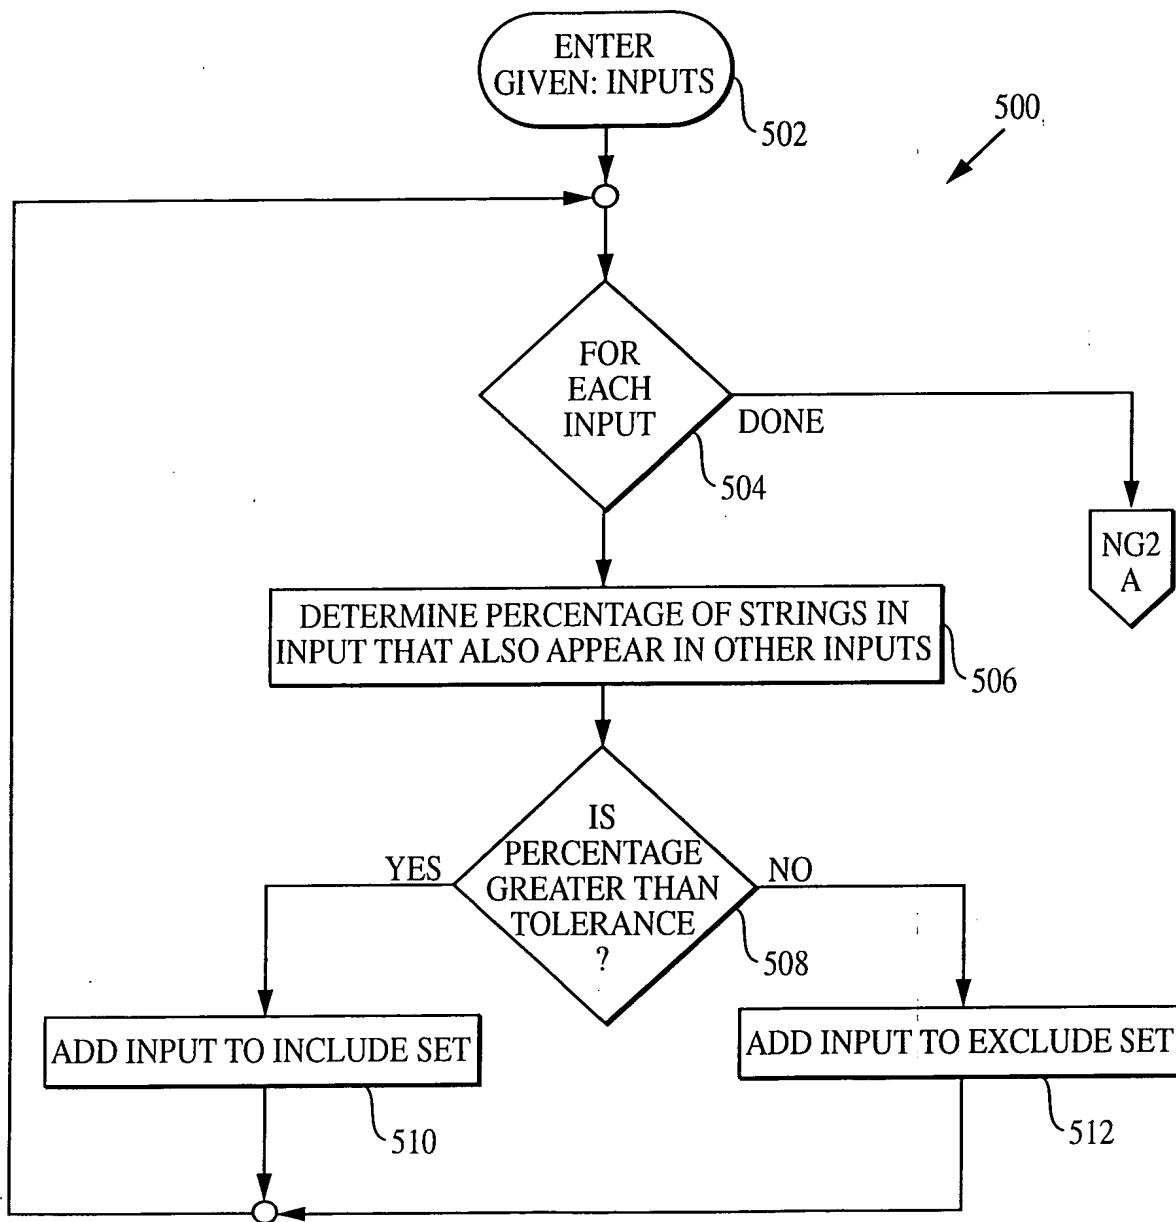 ENTER
GIVEN: INPUTS
502
500
FOR
EACH
INPUT
DONE
504
NG2
A
DETERMINE PERCENTAGE OF STRINGS IN
INPUT THAT ALSO APPEAR IN OTHER INPUTS
506
IS
PERCENTAGE
GREATER THAN
TOLERANCE
?
YES
NO
508
ADD INPUT TO INCLUDE SET
510
ADD INPUT TO EXCLUDE SET
512